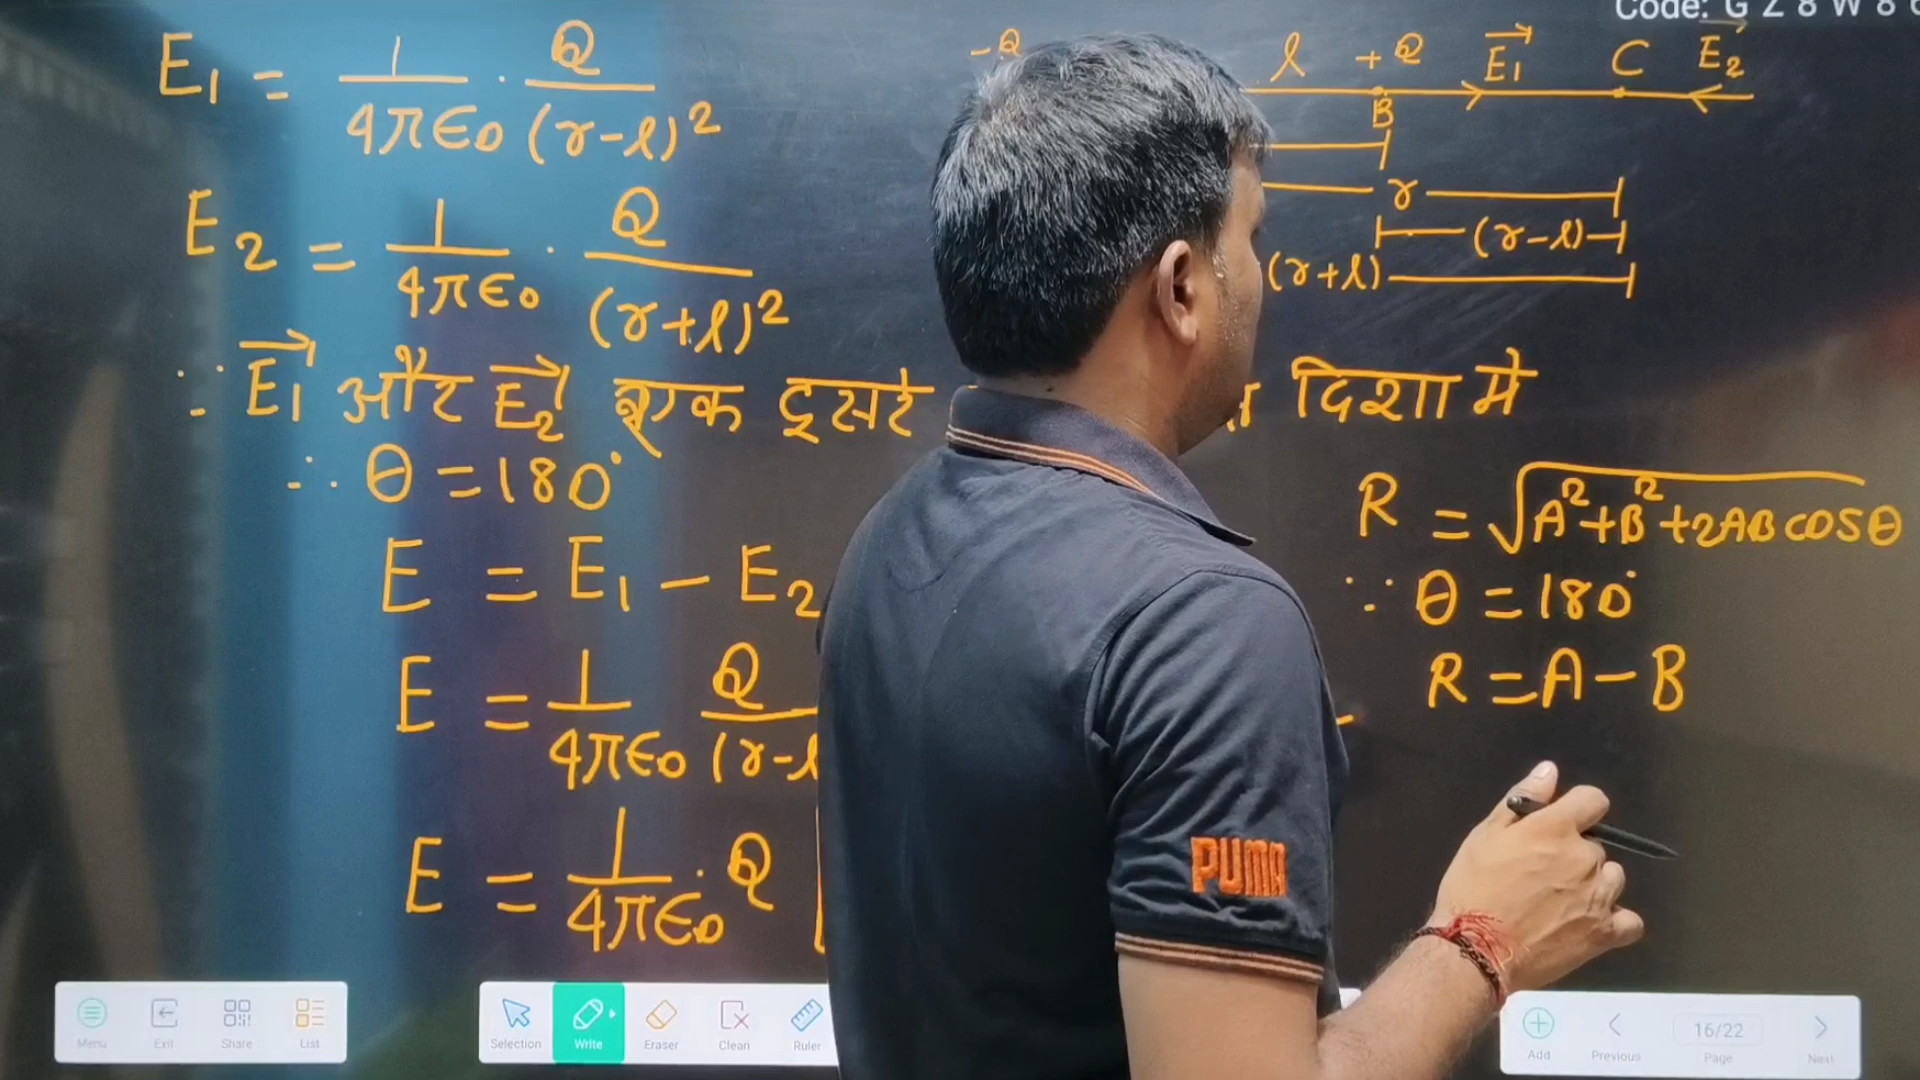 Code: G Z 8 W 8
E₁ = 1/4πε₀ · Q/(r-l)²
-Q l +Q E₁→ C E₂→
B
r
(r-l)
(r+l)
E₂ = 1/4πε₀ · Q/(r+l)²
∵ E₁→ और E₂→ एक दूसरे दिशा में
∴ θ = 180°
E = E₁ - E₂
E = 1/4πε₀ Q/(r-l
E = 1/4πε₀ · Q
R = √A²+B²+2ABcosθ
∵ θ = 180°
R = A - B
PUMA
Menu Exit Share List
Selection Write Eraser Clean Ruler
Add Previous 16/22 Page Next